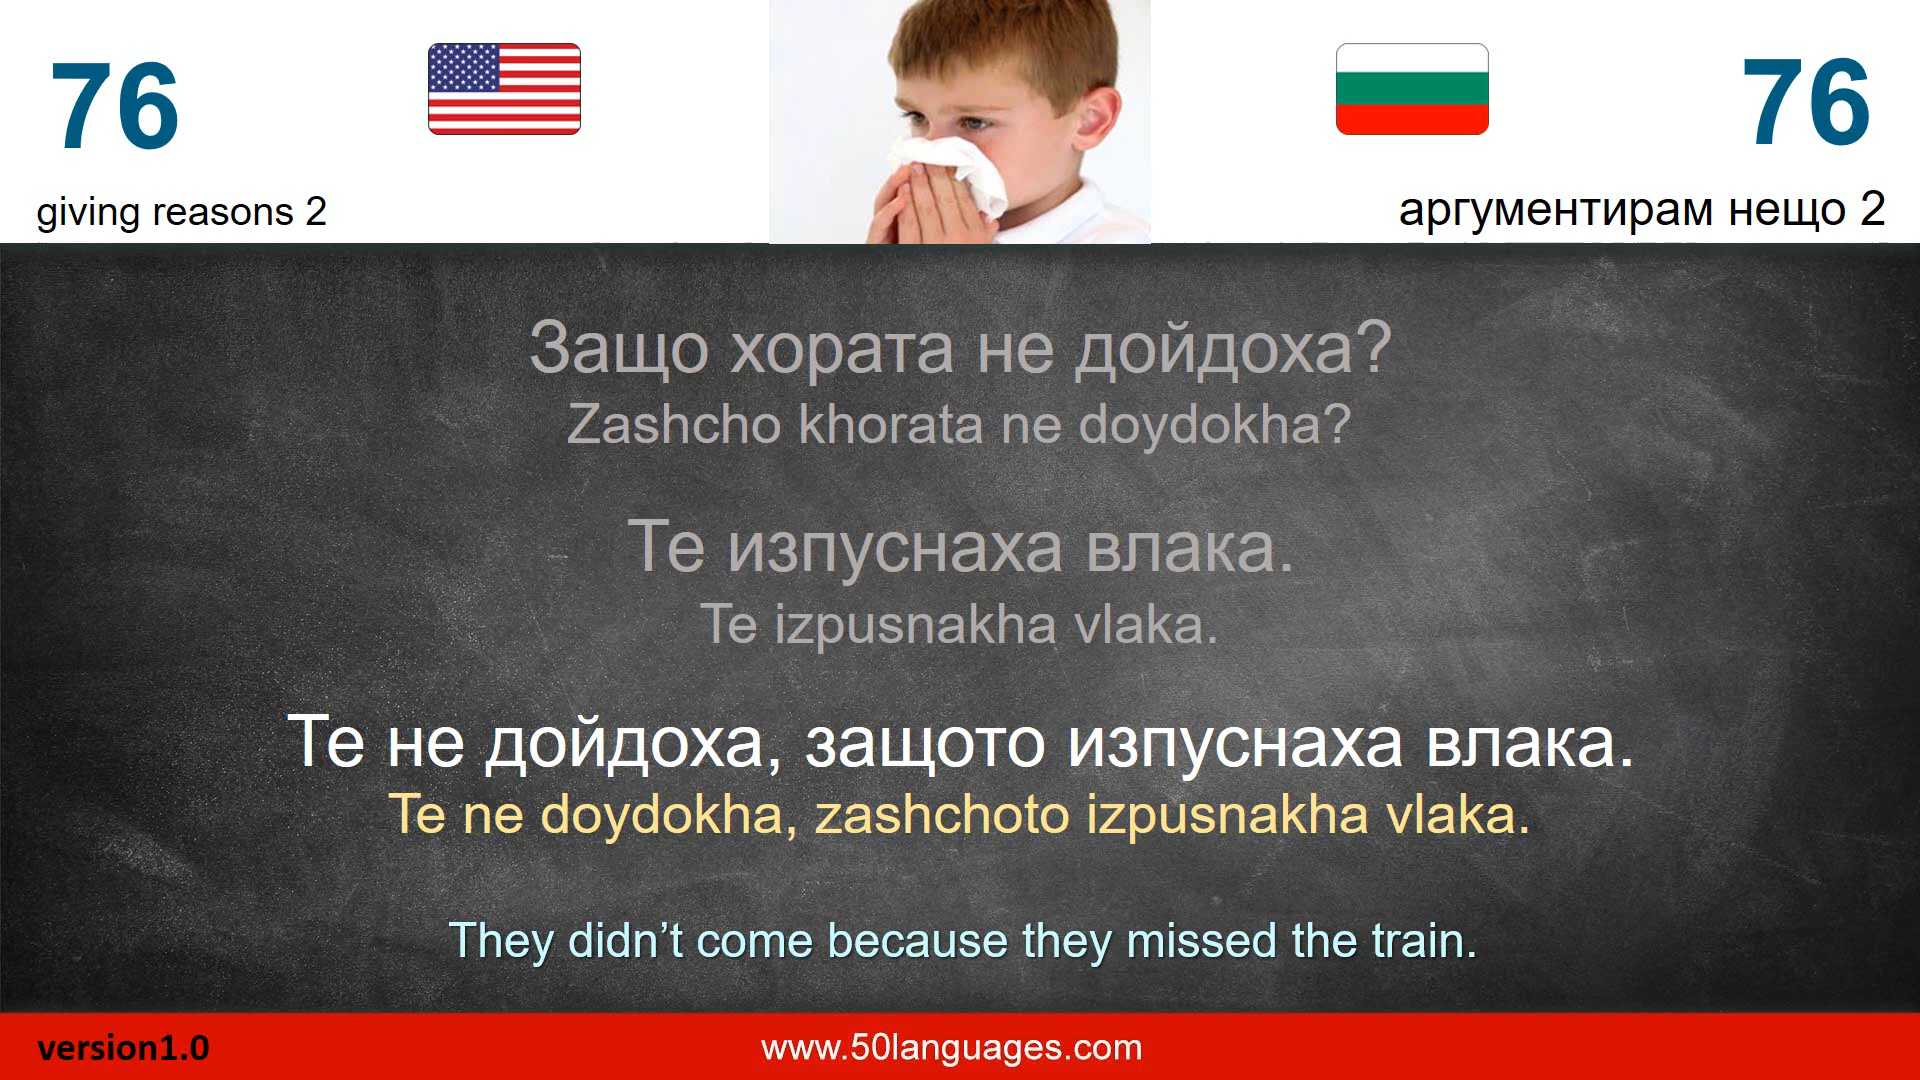 76
76
giving reasons 2
аргументирам нещо 2
Защо хората не дойдоха?
Zashcho khorata ne doydokha?
Те изпуснаха влака.
Te izpusnakha vlaka.
Те не дойдоха, защото изпуснаха влака.
Te ne doydokha, zashchoto izpusnakha vlaka.
They didn’t come because they missed the train.
version1.0
www.50languages.com